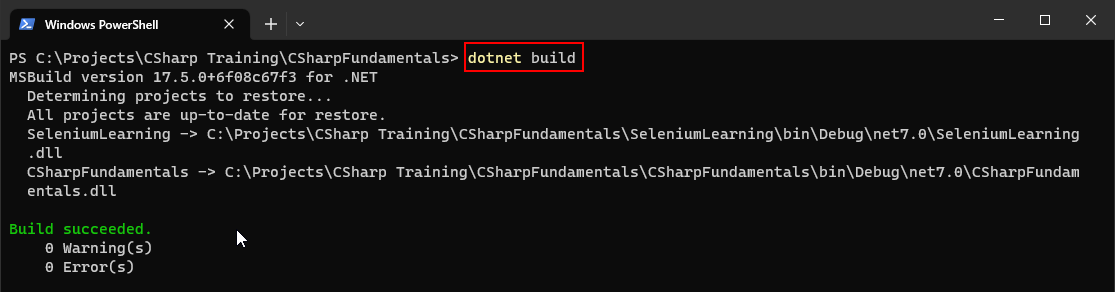 Windows PowerShell
PS C:\Projects\CSharp Training\CSharpFundamentals> dotnet build
MSBuild version 17.5.0+6f08c67f3 for .NET
  Determining projects to restore...
  All projects are up-to-date for restore.
  SeleniumLearning -> C:\Projects\CSharp Training\CSharpFundamentals\SeleniumLearning\bin\Debug\net7.0\SeleniumLearning
  .dll
  CSharpFundamentals -> C:\Projects\CSharp Training\CSharpFundamentals\CSharpFundamentals\bin\Debug\net7.0\CSharpFundam
  entals.dll
Build succeeded.
    0 Warning(s)
    0 Error(s)